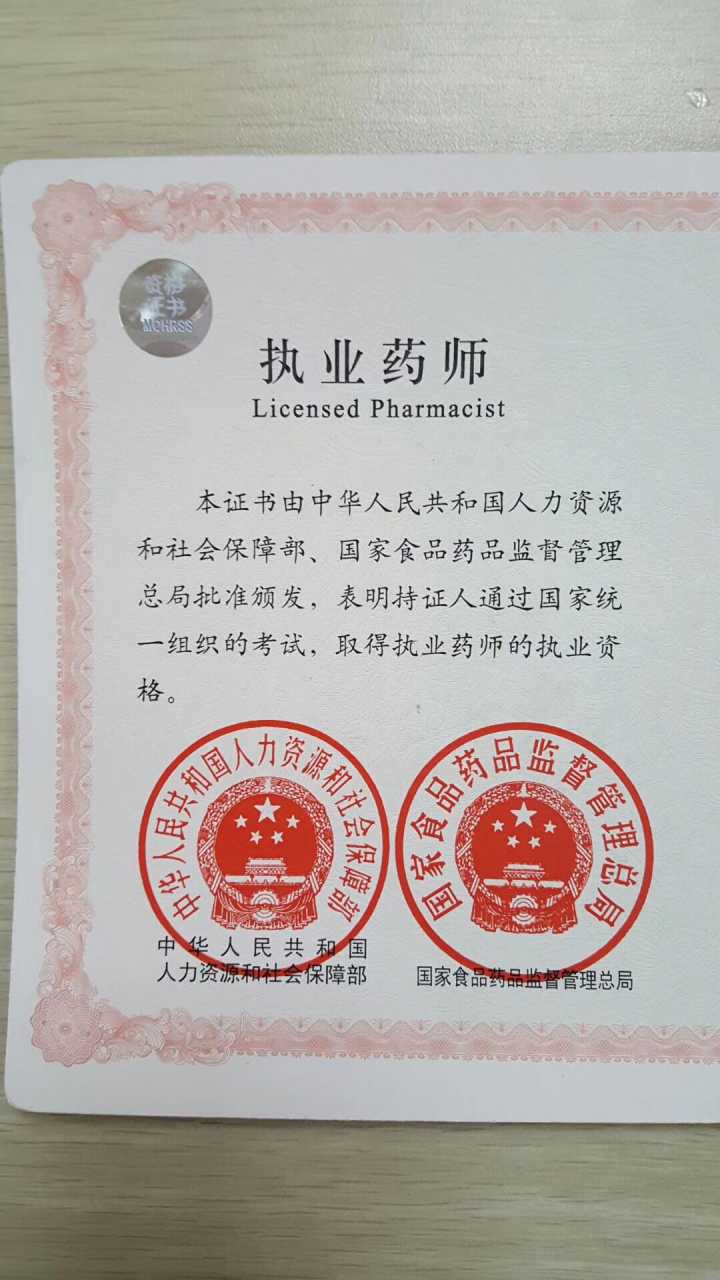 证书
MOHRSS
执业药师
Licensed Pharmacist
本证书由中华人民共和国人力资源
和社会保障部、国家食品药品监督管理
总局批准颁发，表明持证人通过国家统
一组织的考试，取得执业药师的执业资
格。
中华人民共和国人力资源和社会保障部
国家食品药品监督管理总局
中华人民共和国
人力资源和社会保障部
国家食品药品监督管理总局